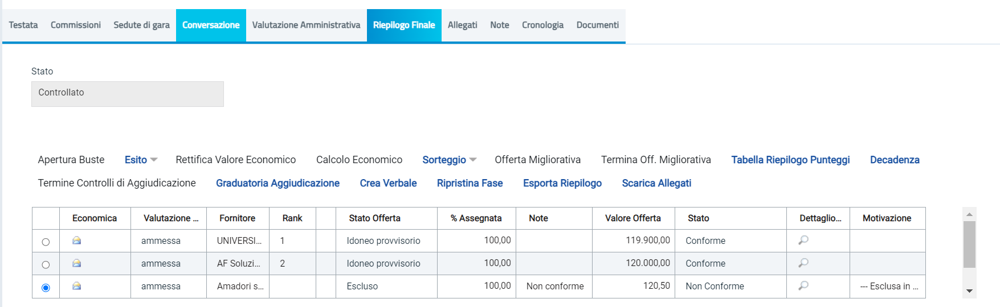 Testata Commissioni Sedute di gara Conversazione Valutazione Amministrativa Riepilogo Finale Allegati Note Cronologia Documenti
Stato
Controllato
Apertura Buste Esito Rettifica Valore Economico Calcolo Economico Sorteggio Offerta Migliorativa Termina Off. Migliorativa Tabella Riepilogo Punteggi Decadenza
Termine Controlli di Aggiudicazione Graduatoria Aggiudicazione Crea Verbale Ripristina Fase Esporta Riepilogo Scarica Allegati
Economica Valutazione ... Fornitore Rank Stato Offerta % Assegnata Note Valore Offerta Stato Dettaglio... Motivazione
ammessa UNIVERSI... 1 Idoneo provvisorio 100,00 119.900,00 Conforme
ammessa AF Soluzi... 2 Idoneo provvisorio 100,00 120.000,00 Conforme
ammessa Amadori s... Escluso 100,00 Non conforme 120,50 Non Conforme --- Esclusa in ...